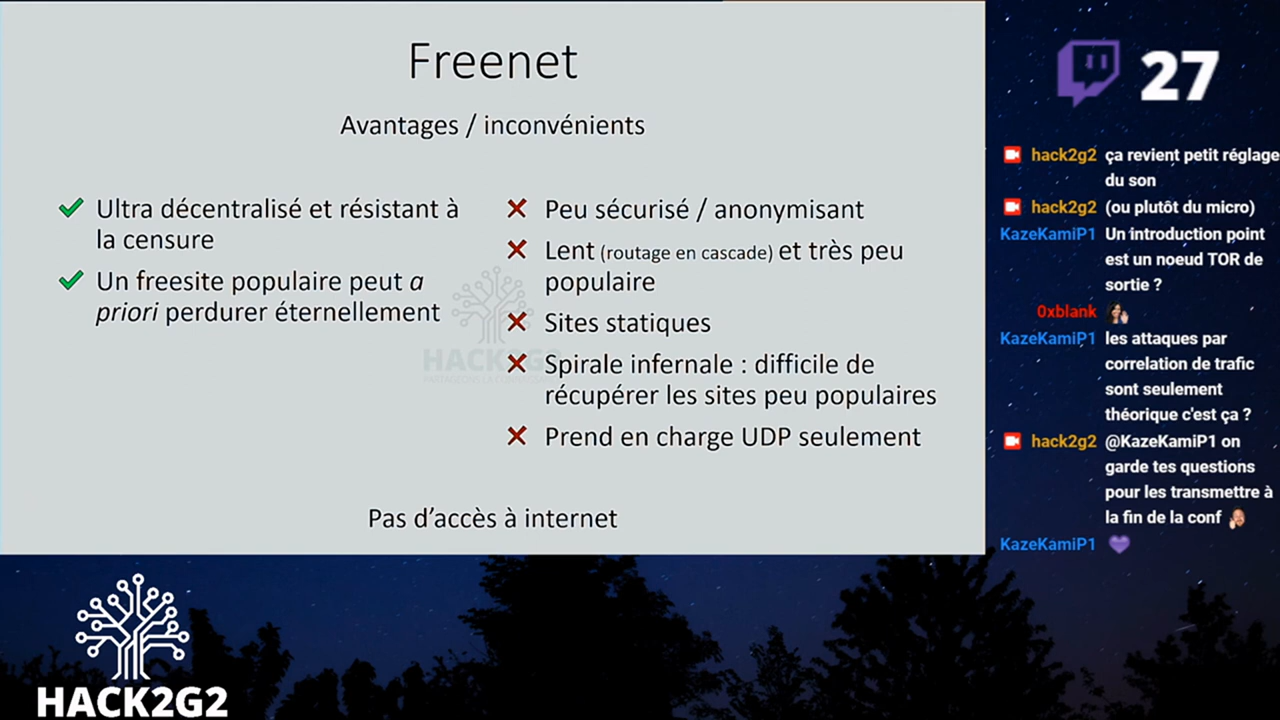 Freenet
Avantages / inconvénients
Ultra décentralisé et résistant à
la censure
Un freesite populaire peut a
priori perdurer éternellement
Peu sécurisé / anonymisant
Lent (routage en cascade) et très peu
populaire
Sites statiques
Spirale infernale : difficile de
récupérer les sites peu populaires
Prend en charge UDP seulement
Pas d’accès à internet
HACK2G2
27
hack2g2 ça revient petit réglage
du son
hack2g2 (ou plutôt du micro)
KazeKamiP1 Un introduction point
est un noeud TOR de
sortie ?
0xblank
KazeKamiP1 les attaques par
correlation de trafic
sont seulement
théorique c'est ça ?
hack2g2 @KazeKamiP1 on
garde tes questions
pour les transmettre à
la fin de la conf
KazeKamiP1
HACK2G2